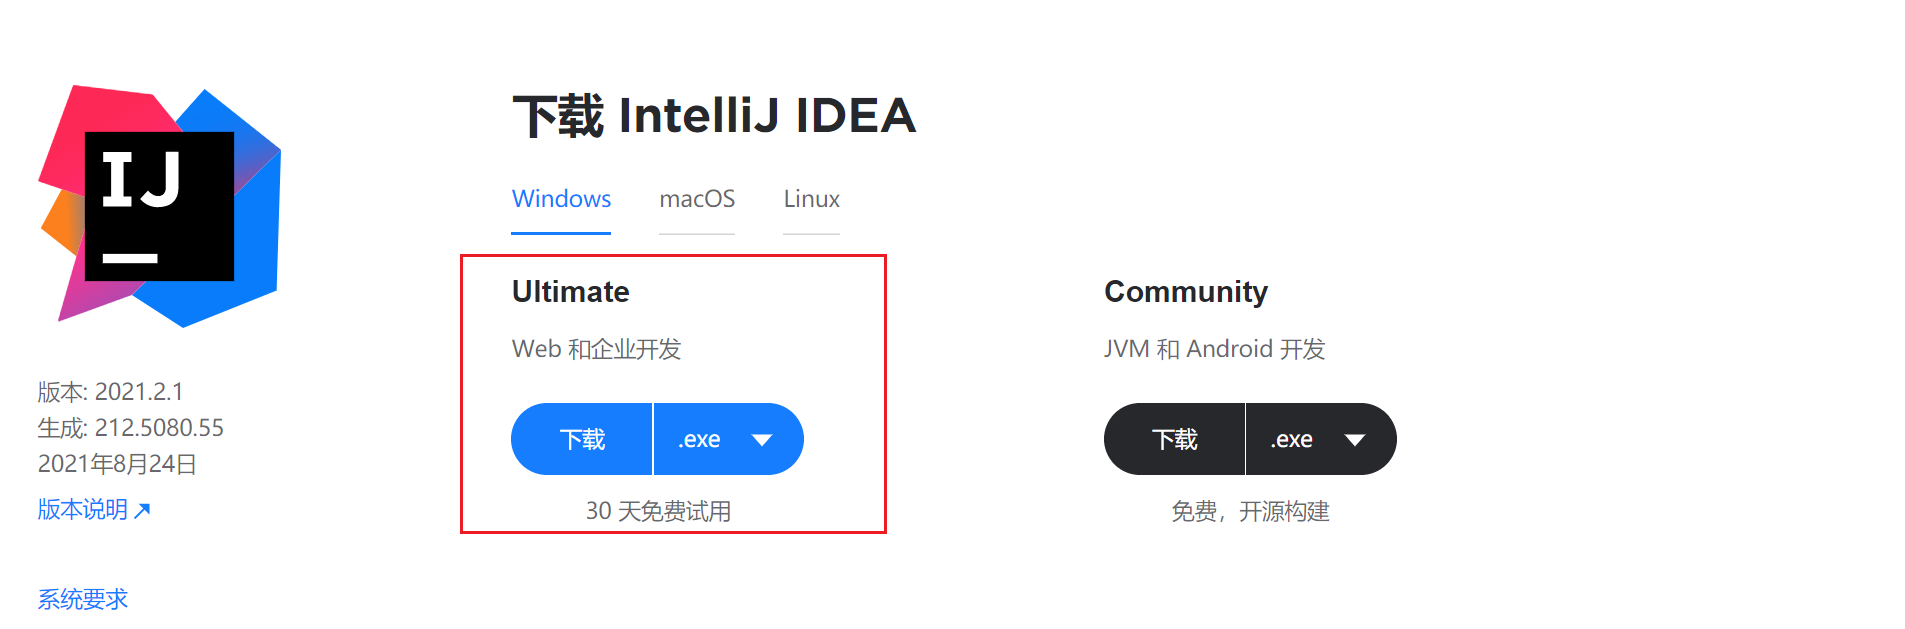 IJ
下载 IntelliJ IDEA
Windows macOS Linux
Ultimate
Web 和企业开发
下载 .exe
30 天免费试用
Community
JVM 和 Android 开发
下载 .exe
免费，开源构建
版本: 2021.2.1
生成: 212.5080.55
2021年8月24日
版本说明↗
系统要求